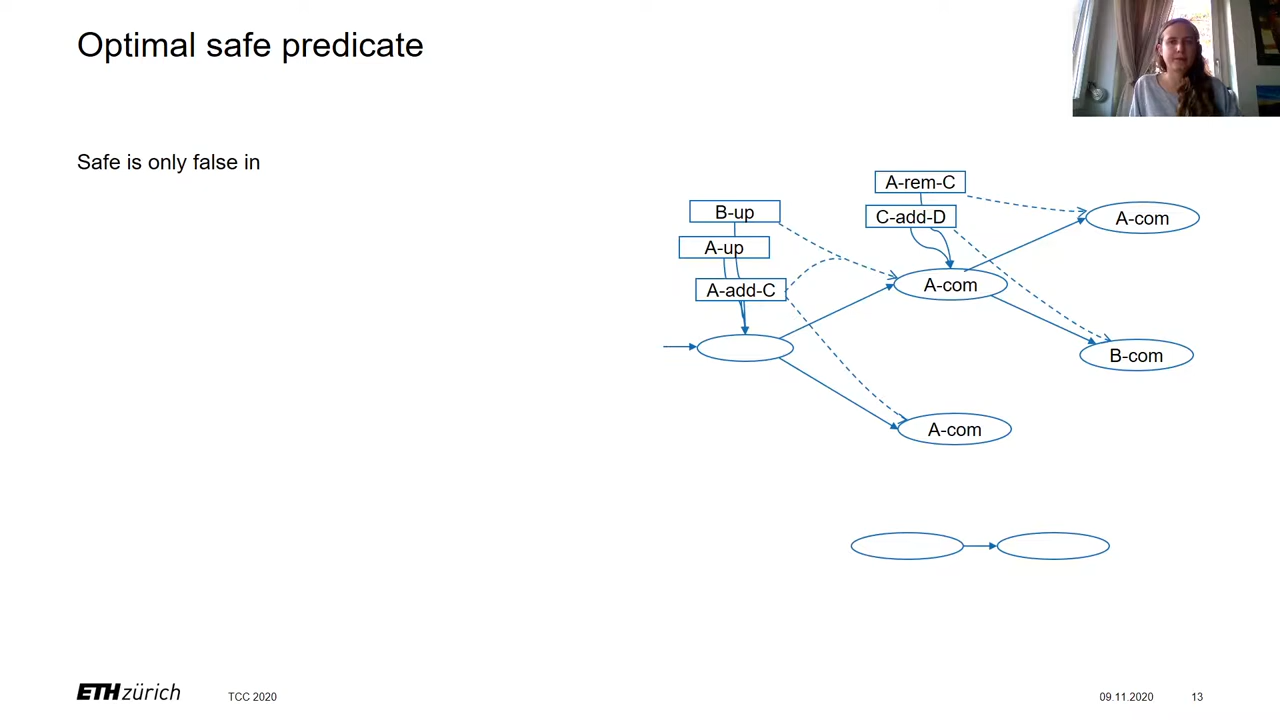 Optimal safe predicate
Safe is only false in
A-rem-C
B-up
C-add-D
A-com
A-up
A-add-C
A-com
B-com
A-com
ETH zürich
TCC 2020
09.11.2020
13